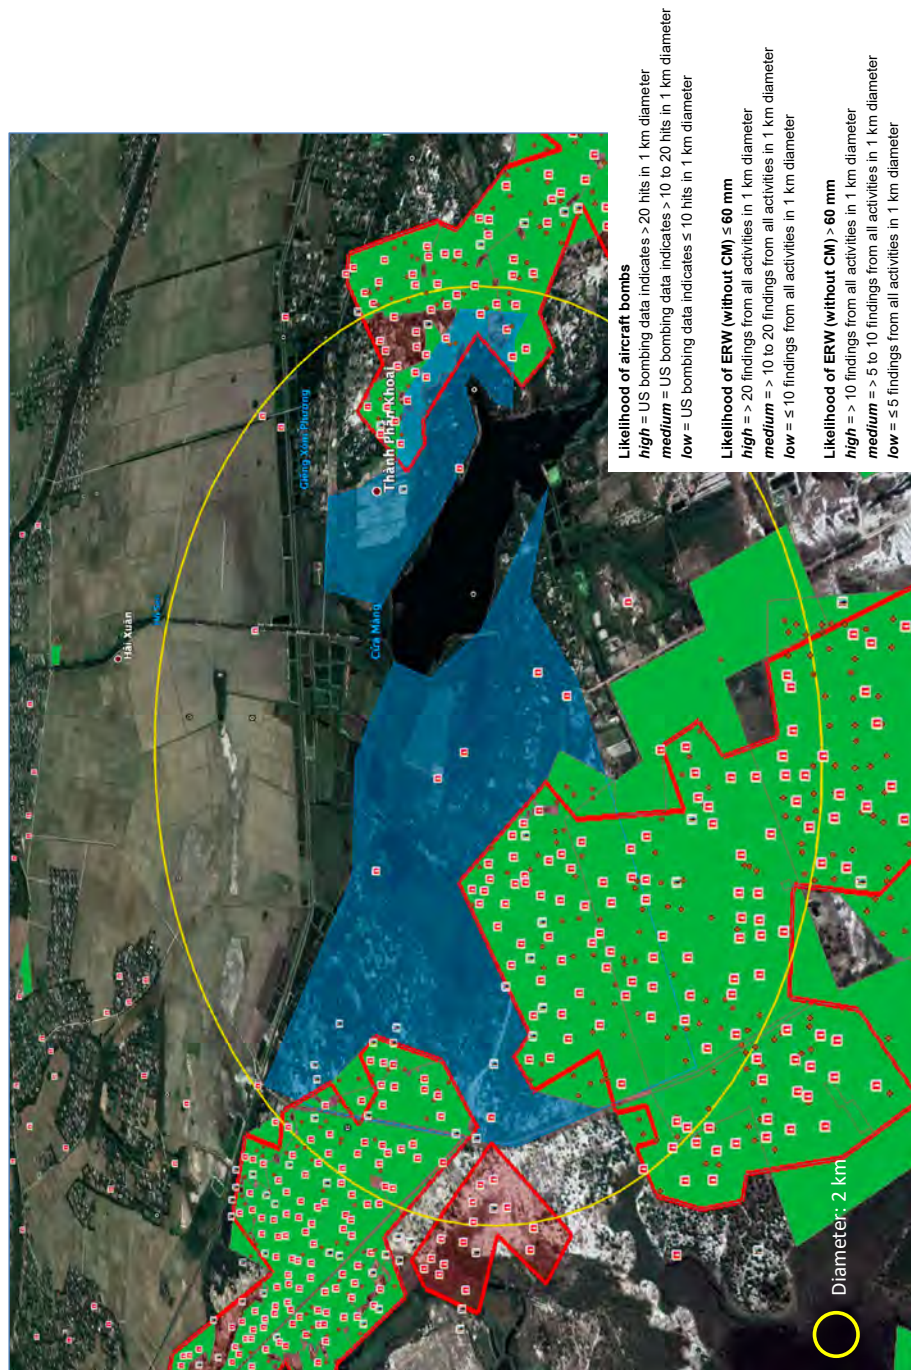 Hải Xuân
Giếng Xóm Phường
Thành Phần Khoai
Cửa Mang
Likelihood of aircraft bombs
high = US bombing data indicates > 20 hits in 1 km diameter
medium = US bombing data indicates > 10 to 20 hits in 1 km diameter
low = US bombing data indicates ≤ 10 hits in 1 km diameter
Likelihood of ERW (without CM) ≤ 60 mm
high = > 20 findings from all activities in 1 km diameter
medium = > 10 to 20 findings from all activities in 1 km diameter
low = ≤ 10 findings from all activities in 1 km diameter
Likelihood of ERW (without CM) > 60 mm
high = > 10 findings from all activities in 1 km diameter
medium = > 5 to 10 findings from all activities in 1 km diameter
low = ≤ 5 findings from all activities in 1 km diameter
Diameter: 2 km